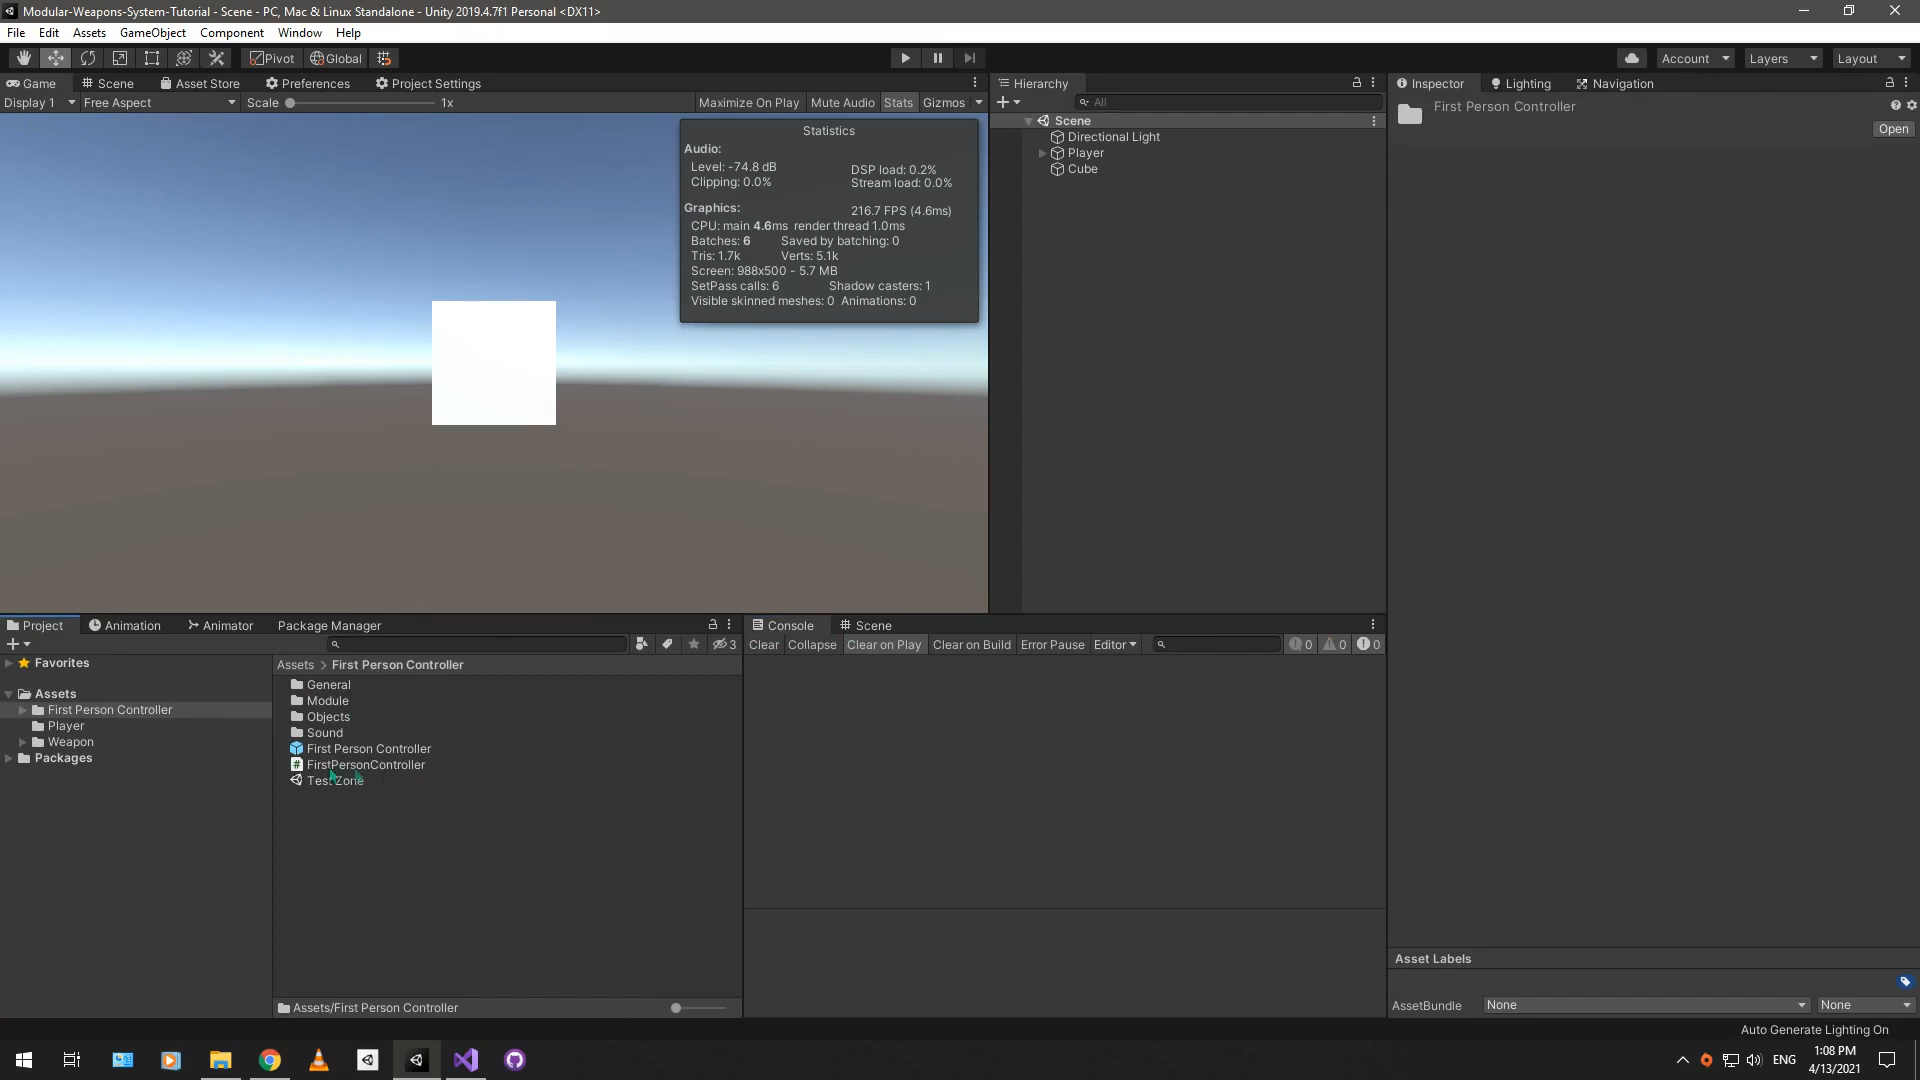 Modular-Weapons-System-Tutorial - Scene - PC, Mac & Linux Standalone - Unity 2019.4.7f1 Personal <DX11>
File Edit Assets GameObject Component Window Help
Pivot Global Account Layers Layout
Game Scene Asset Store Preferences Project Settings
Display 1 Free Aspect Scale 1x Maximize On Play Mute Audio Stats Gizmos
Statistics
Audio:
Level: -74.8 dB DSP load: 0.2%
Clipping: 0.0% Stream load: 0.0%
Graphics: 216.7 FPS (4.6ms)
CPU: main 4.6ms render thread 1.0ms
Batches: 6 Saved by batching: 0
Tris: 1.7k Verts: 5.1k
Screen: 988x500 - 5.7 MB
SetPass calls: 6 Shadow casters: 1
Visible skinned meshes: 0 Animations: 0
Hierarchy
All
Scene
Directional Light
Player
Cube
Inspector Lighting Navigation
First Person Controller
Open
Project Animation Animator Package Manager
3
Favorites
Assets
First Person Controller
Player
Weapon
Packages
Assets > First Person Controller
General
Module
Objects
Sound
First Person Controller
FirstPersonController
TestZone
Assets/First Person Controller
Console Scene
Clear Collapse Clear on Play Clear on Build Error Pause Editor 0 0 0
Asset Labels
AssetBundle None None
Auto Generate Lighting On
ENG
1:08 PM
4/13/2021